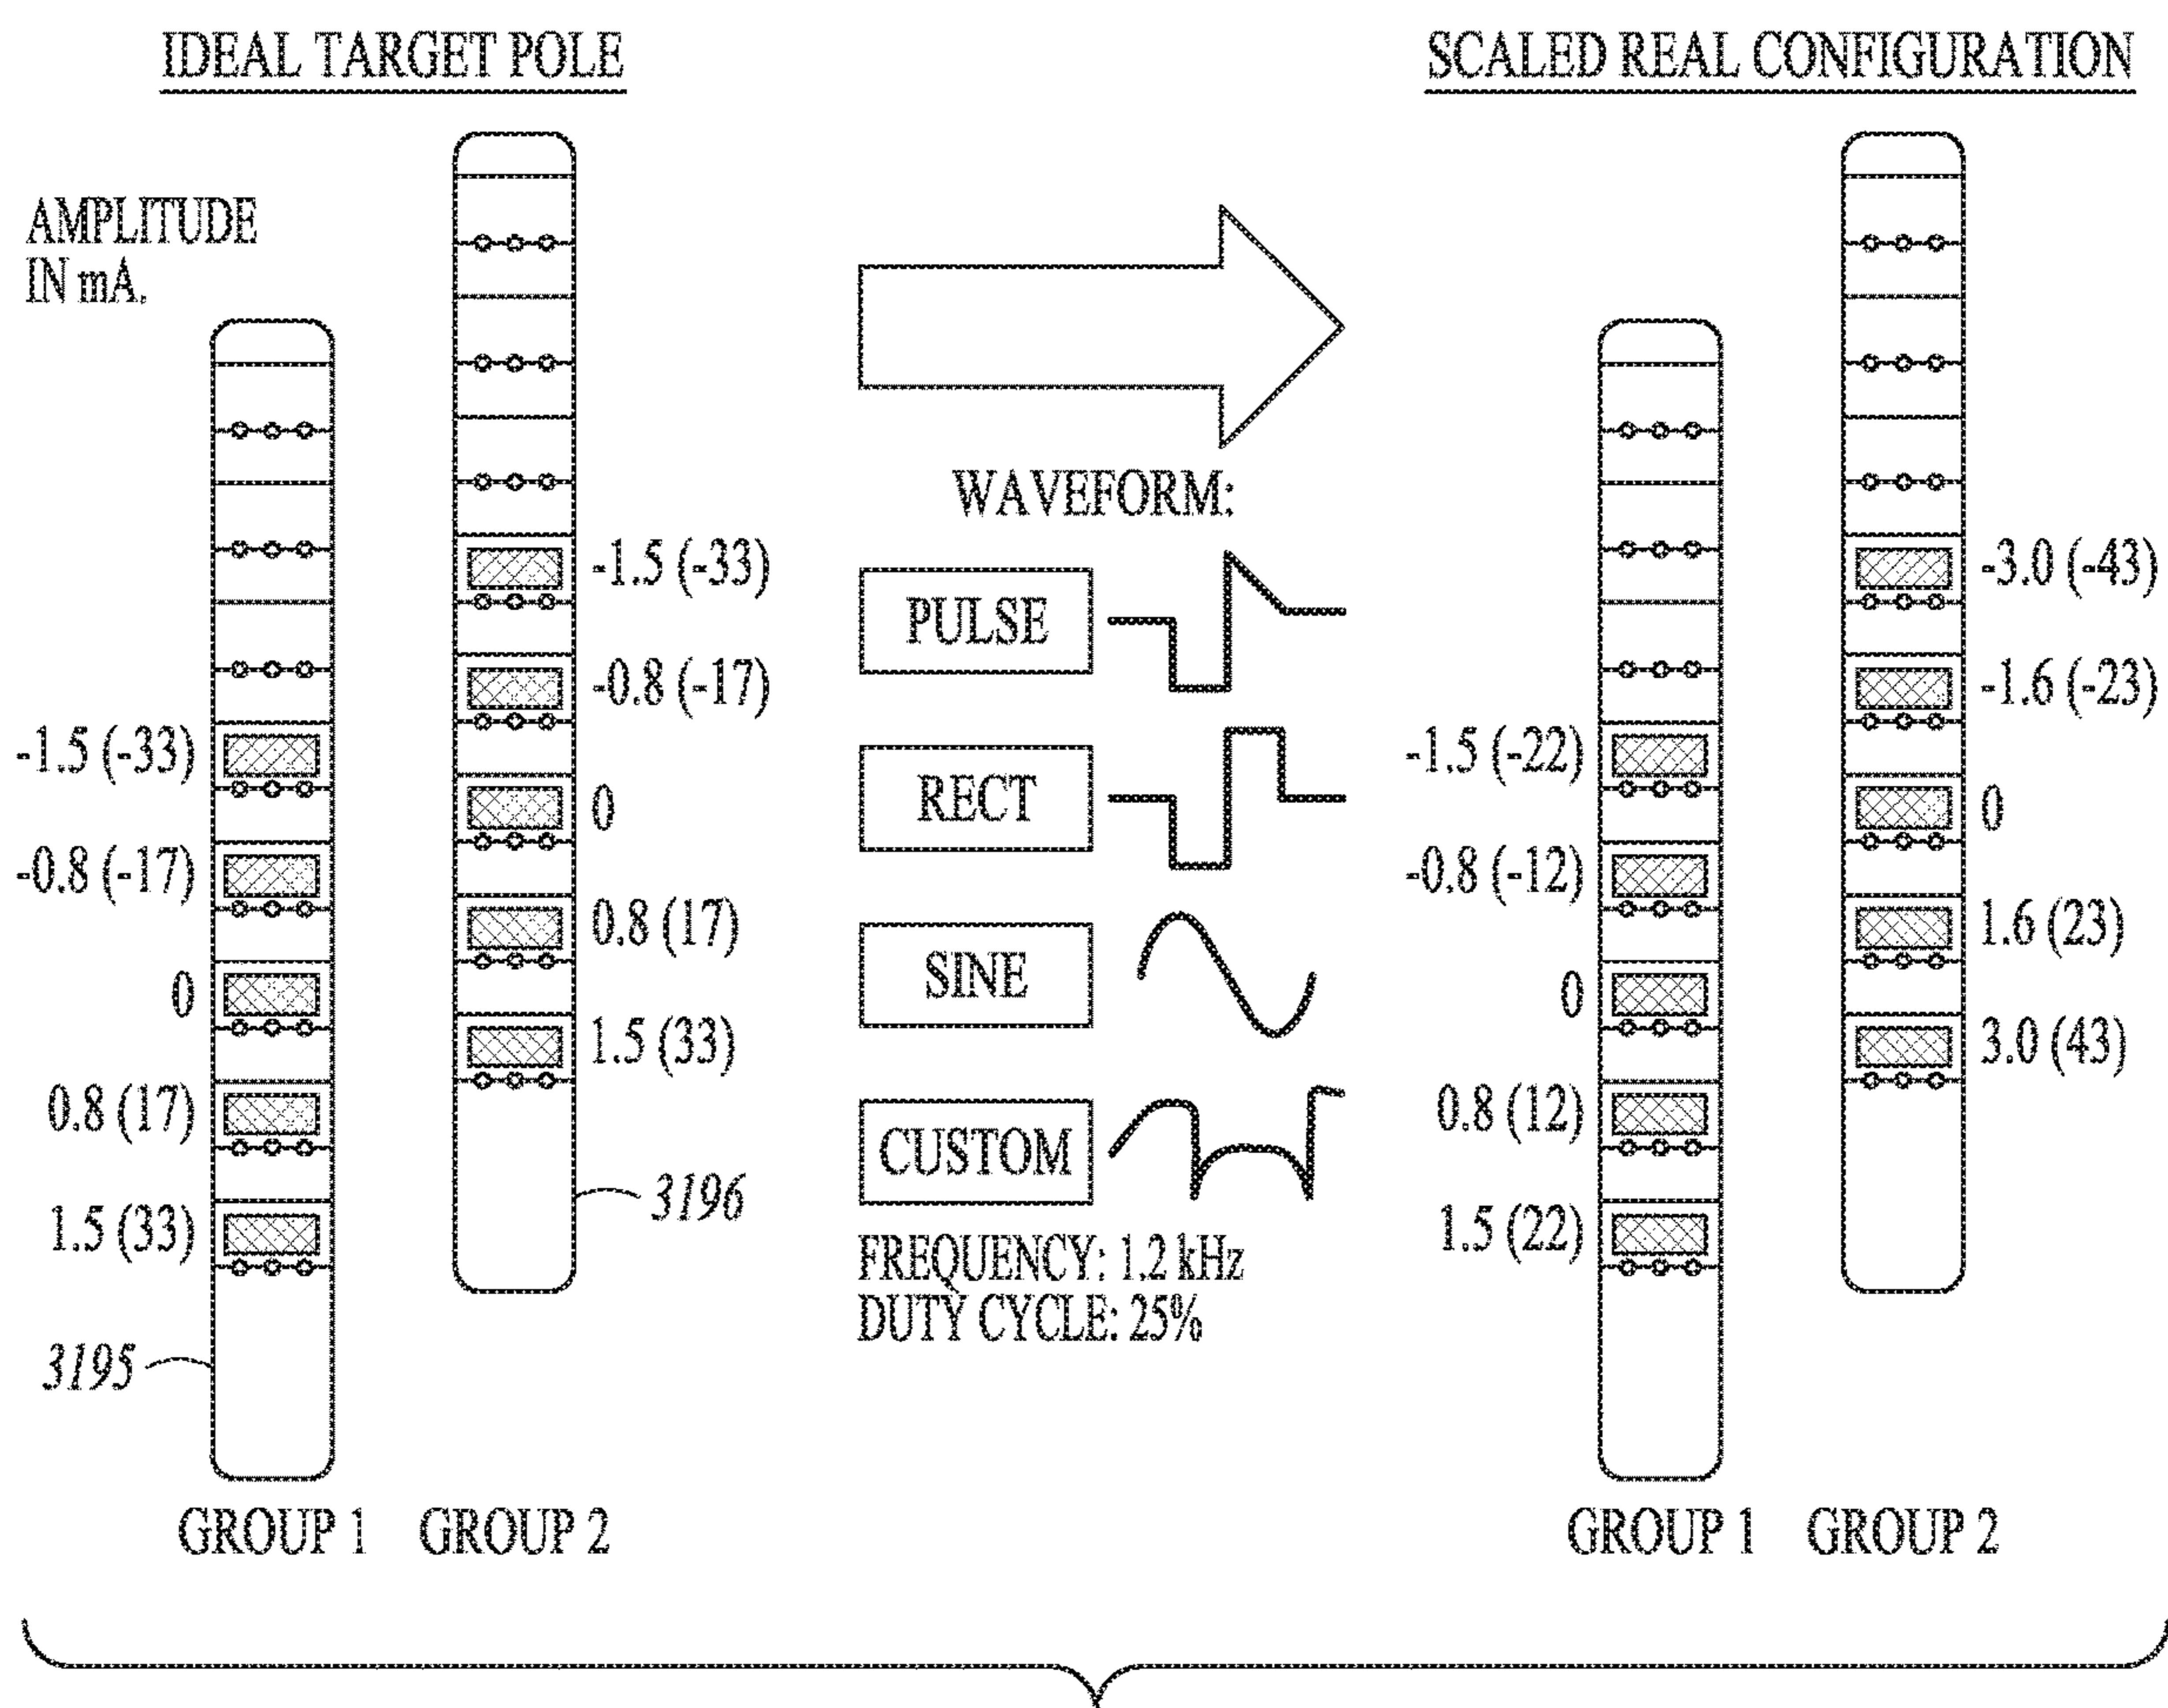 IDEAL TARGET POLE
SCALED REAL CONFIGURATION
AMPLITUDE
IN mA.
-1.5 (-33)
-0.8 (-17)
0
0.8 (17)
1.5 (33)
3195
GROUP 1
-1.5 (-33)
-0.8 (-17)
0
0.8 (17)
1.5 (33)
3196
GROUP 2
WAVEFORM:
PULSE
RECT
SINE
CUSTOM
FREQUENCY: 1.2 kHz
DUTY CYCLE: 25%
-1.5 (-22)
-0.8 (-12)
0
0.8 (12)
1.5 (22)
GROUP 1
-3.0 (-43)
-1.6 (-23)
0
1.6 (23)
3.0 (43)
GROUP 2